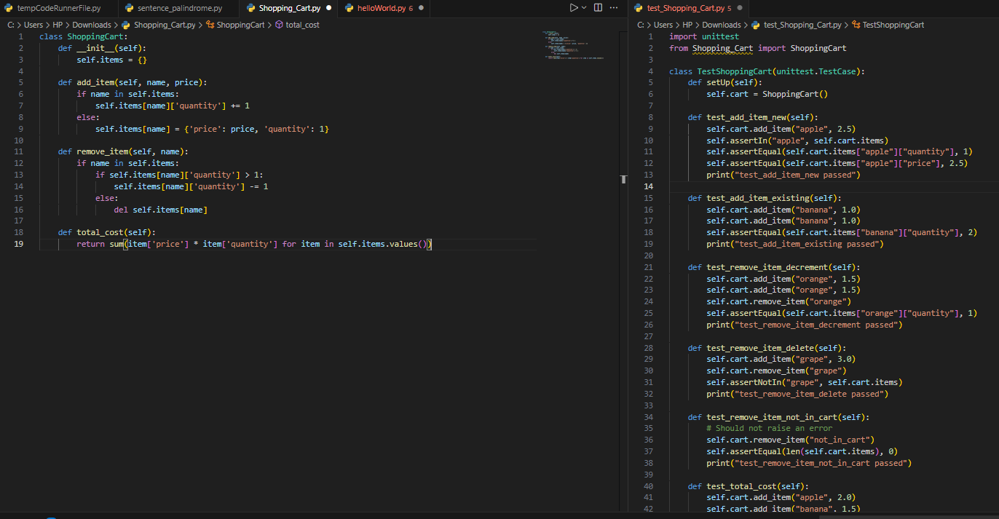 tempCodeRunnerFile.py
sentence_palindrome.py
Shopping_Cart.py
helloWorld.py 6
C: > Users > HP > Downloads > Shopping_Cart.py > ShoppingCart > total_cost
1 class ShoppingCart:
2 def __init__(self):
3 self.items = {}
4
5 def add_item(self, name, price):
6 if name in self.items:
7 self.items[name]['quantity'] += 1
8 else:
9 self.items[name] = {'price': price, 'quantity': 1}
10
11 def remove_item(self, name):
12 if name in self.items:
13 if self.items[name]['quantity'] > 1:
14 self.items[name]['quantity'] -= 1
15 else:
16 del self.items[name]
17
18 def total_cost(self):
19 return sum(item['price'] * item['quantity'] for item in self.items.values())
test_Shopping_Cart.py 5
C: > Users > HP > Downloads > test_Shopping_Cart.py > TestShoppingCart
1 import unittest
2 from Shopping_Cart import ShoppingCart
3
4 class TestShoppingCart(unittest.TestCase):
5 def setUp(self):
6 self.cart = ShoppingCart()
7
8 def test_add_item_new(self):
9 self.cart.add_item("apple", 2.5)
10 self.assertIn("apple", self.cart.items)
11 self.assertEqual(self.cart.items["apple"]["quantity"], 1)
12 self.assertEqual(self.cart.items["apple"]["price"], 2.5)
13 print("test_add_item_new passed")
14
15 def test_add_item_existing(self):
16 self.cart.add_item("banana", 1.0)
17 self.cart.add_item("banana", 1.0)
18 self.assertEqual(self.cart.items["banana"]["quantity"], 2)
19 print("test_add_item_existing passed")
20
21 def test_remove_item_decrement(self):
22 self.cart.add_item("orange", 1.5)
23 self.cart.add_item("orange", 1.5)
24 self.cart.remove_item("orange")
25 self.assertEqual(self.cart.items["orange"]["quantity"], 1)
26 print("test_remove_item_decrement passed")
27
28 def test_remove_item_delete(self):
29 self.cart.add_item("grape", 3.0)
30 self.cart.remove_item("grape")
31 self.assertNotIn("grape", self.cart.items)
32 print("test_remove_item_delete passed")
33
34 def test_remove_item_not_in_cart(self):
35 # Should not raise an error
36 self.cart.remove_item("not_in_cart")
37 self.assertEqual(len(self.cart.items), 0)
38 print("test_remove_item_not_in_cart passed")
39
40 def test_total_cost(self):
41 self.cart.add_item("apple", 2.0)
42 self.cart.add_item("banana", 1.5)